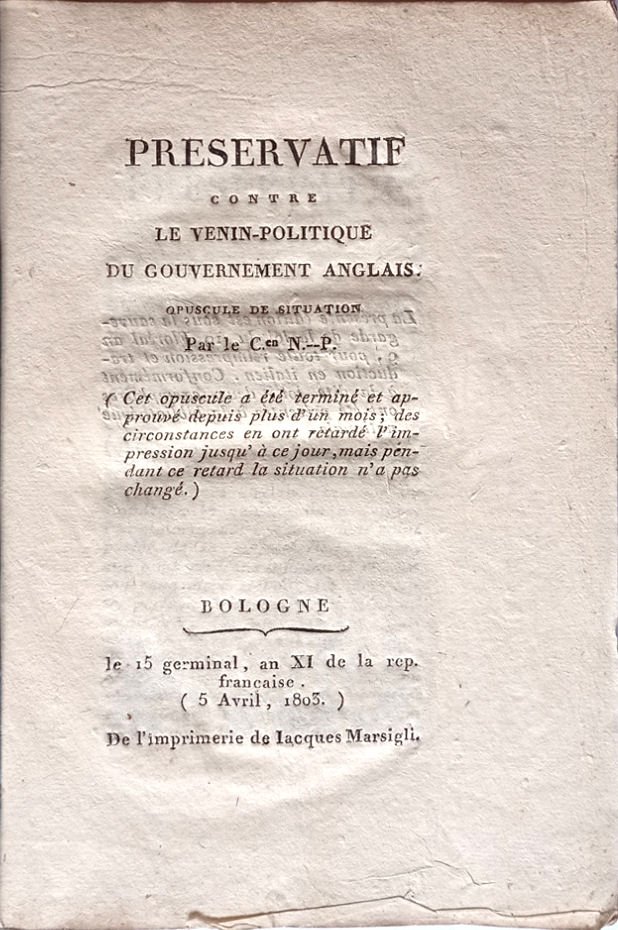 PRESERVATIF
CONTRE
LE VENIN-POLITIQUE
DU GOUVERNEMENT ANGLAIS.
OPUSCULE DE SITUATION
Par le C.en N.--P.
( Cet opuscule a été terminé et ap-
prouvé depuis plus d'un mois; des
circonstances en ont retardé l'im-
pression jusqu' à ce jour, mais pen-
dant ce retard la situation n'a pas
changé. )
BOLOGNE
le 15 germinal, an XI de la rep.
française.
( 5 Avril, 1803. )
De l'imprimerie de Iacques Marsigli.